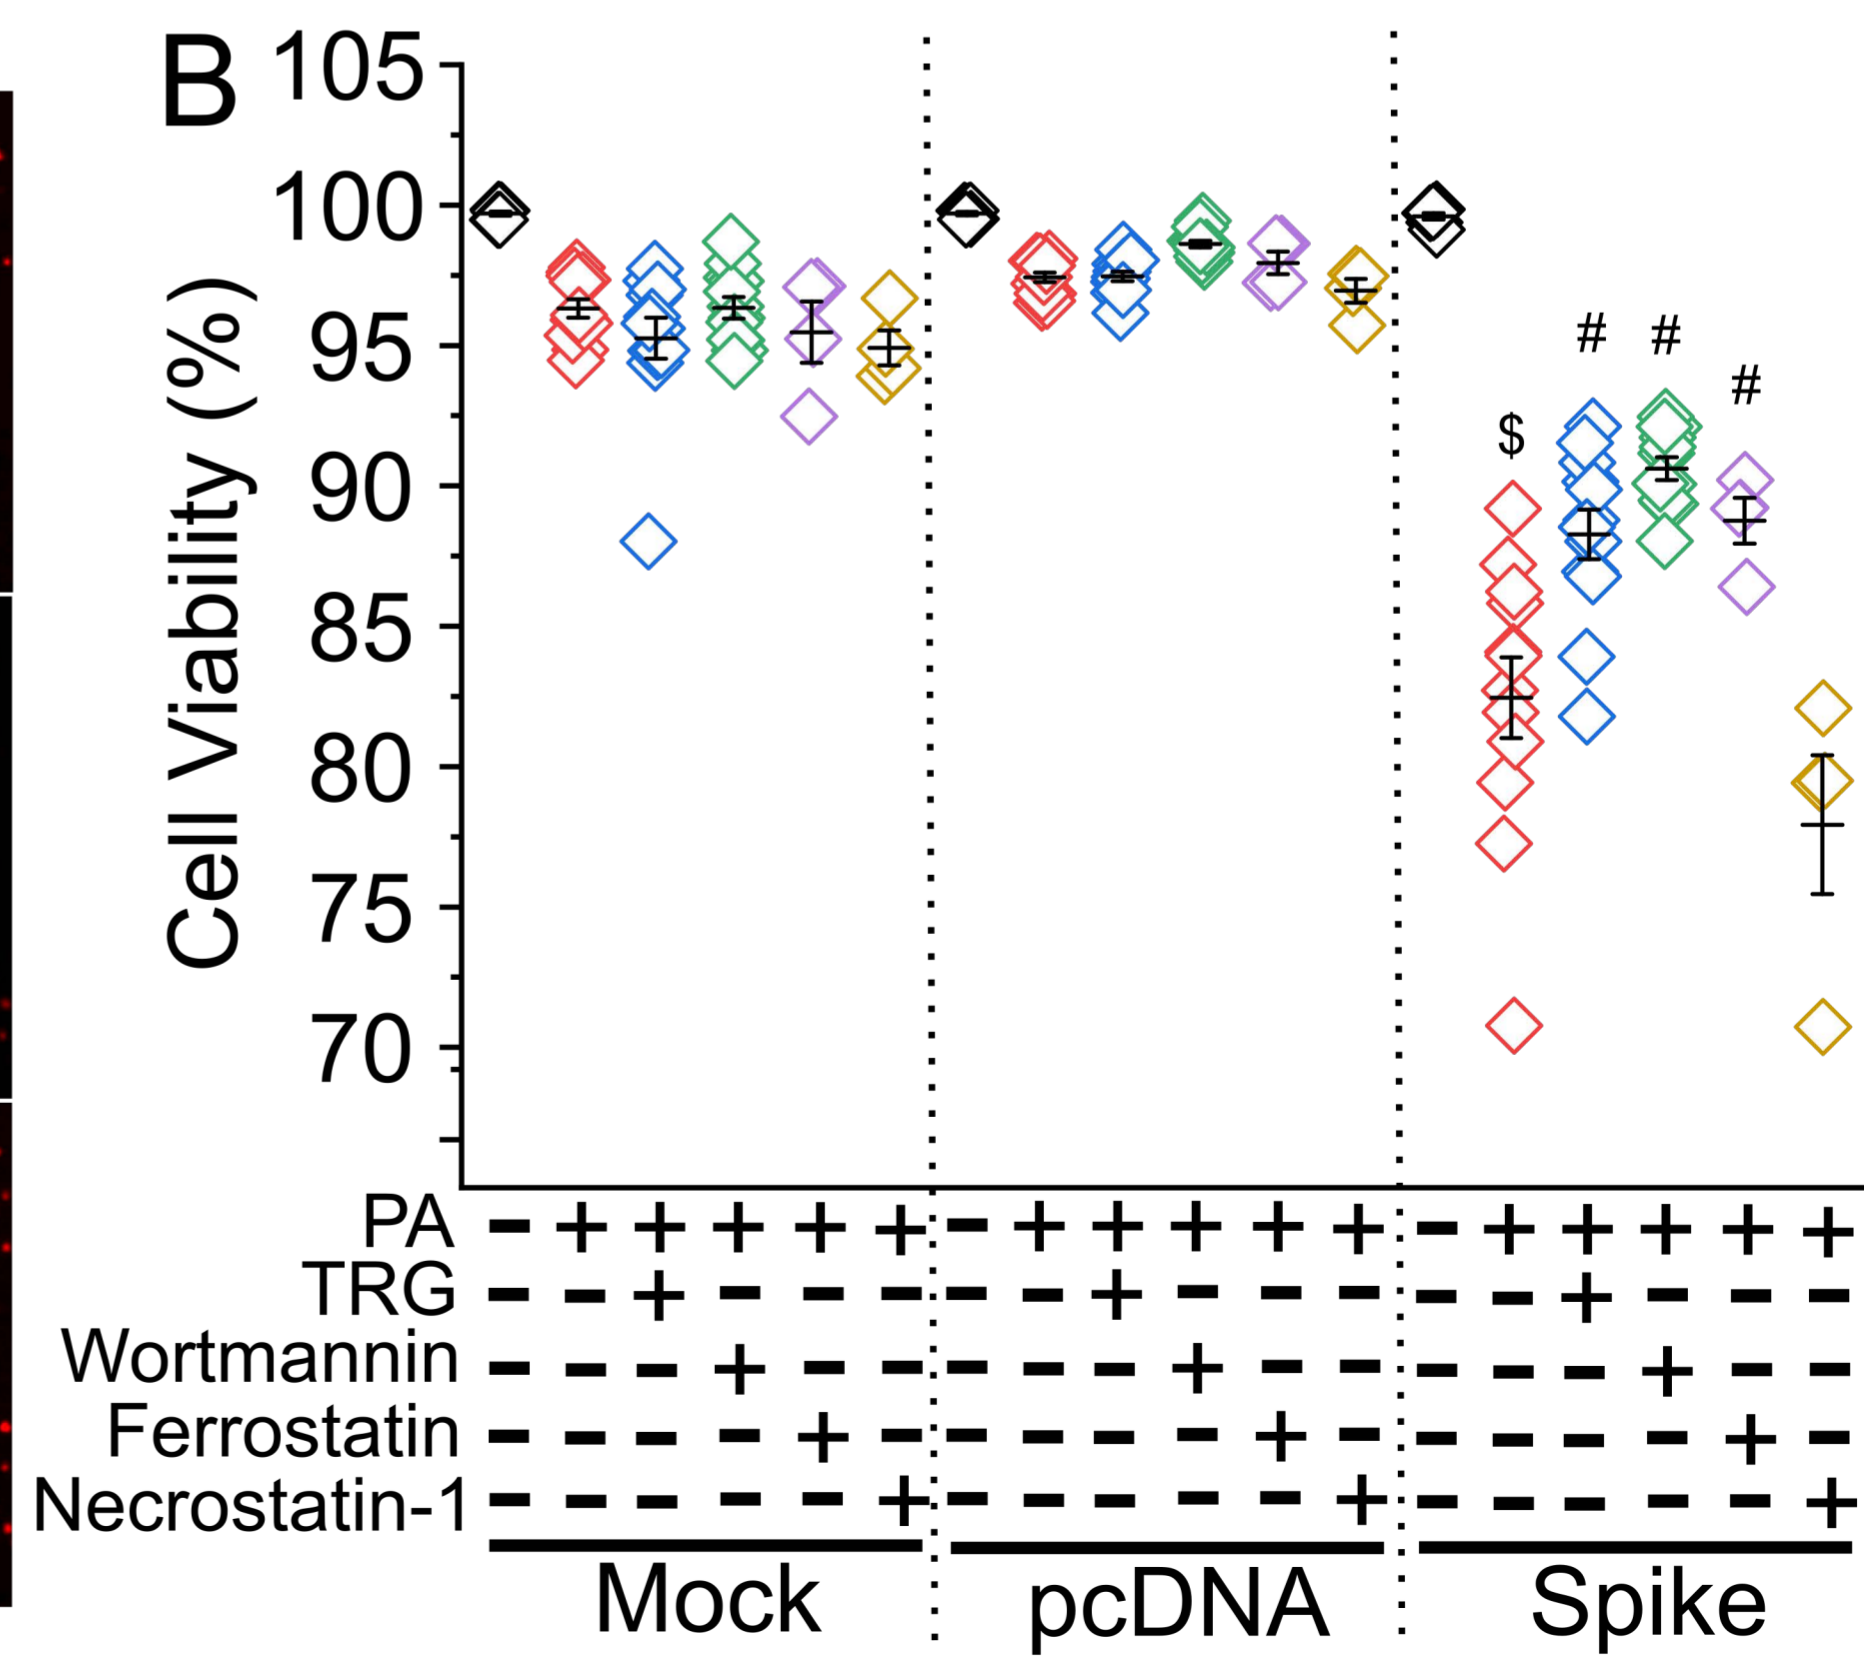 B
105
100
95
90
85
80
75
70
Cell Viability (%)
# #
#
$
PA − + + + + + − + + + + + − + + + + +
TRG − − + − − − − − + − − − − − + − − −
Wortmannin − − − + − − − − − + − − − − − + − −
Ferrostatin − − − − + − − − − − + − − − − − + −
Necrostatin-1 − − − − − + − − − − − + − − − − − +
Mock pcDNA Spike